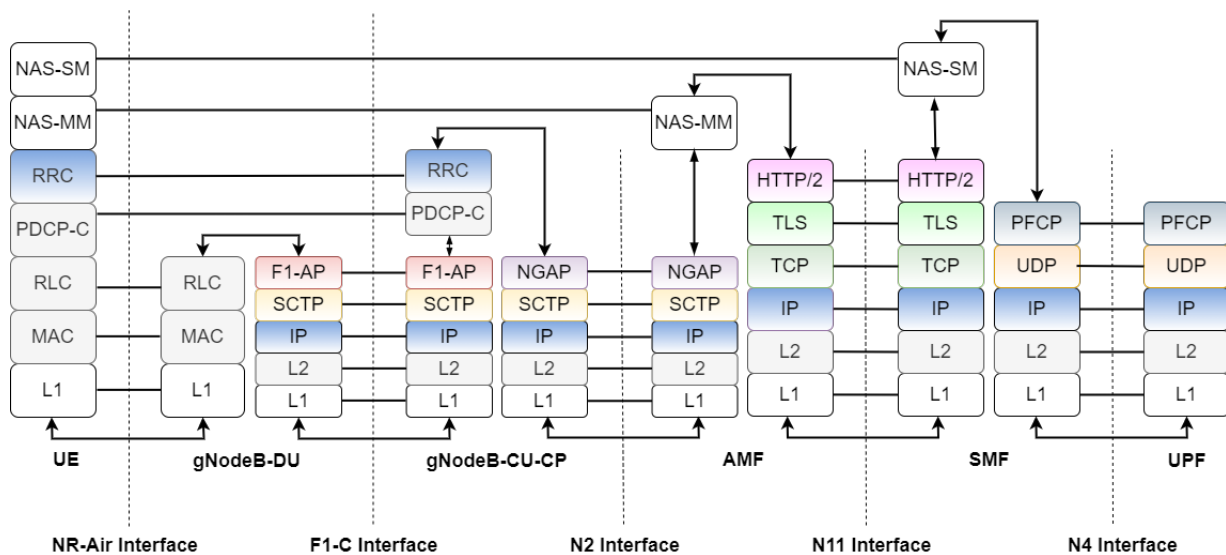 NAS-SM NAS-SM
NAS-MM NAS-MM
RRC RRC HTTP/2 HTTP/2
PDCP-C PDCP-C TLS TLS PFCP PFCP
RLC RLC F1-AP F1-AP NGAP NGAP TCP TCP UDP UDP
SCTP SCTP SCTP SCTP IP IP IP IP
MAC MAC IP IP IP IP L2 L2 L2 L2
L2 L2 L2 L2
L1 L1 L1 L1 L1 L1 L1 L1 L1 L1
UE gNodeB-DU gNodeB-CU-CP AMF SMF UPF
NR-Air Interface F1-C Interface N2 Interface N11 Interface N4 Interface